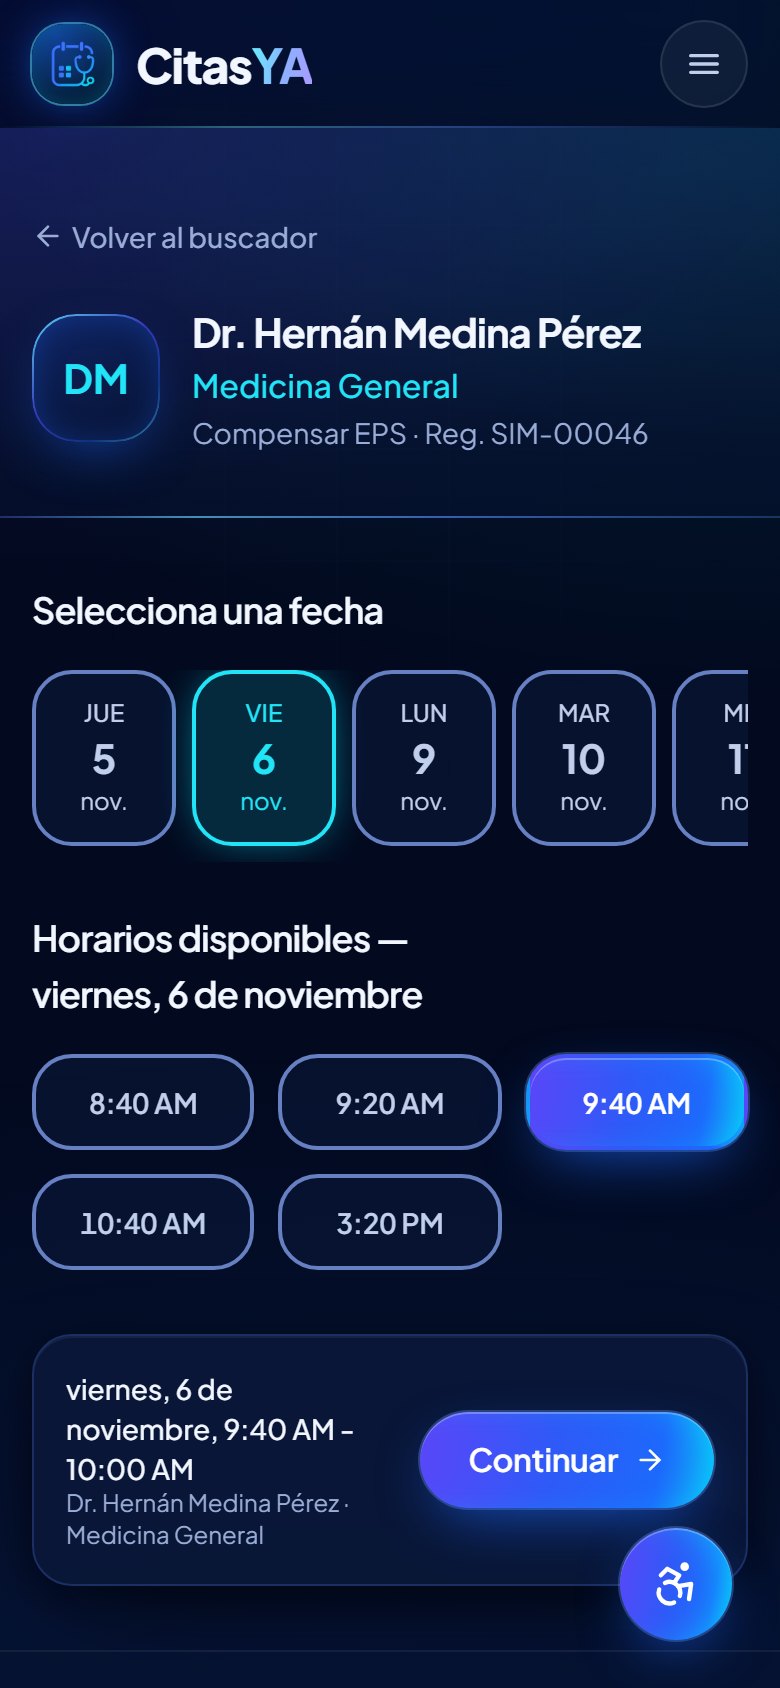 CitasYA
Volver al buscador
DM
Dr. Hernán Medina Pérez
Medicina General
Compensar EPS · Reg. SIM-00046
Selecciona una fecha
JUE
5
nov.
VIE
6
nov.
LUN
9
nov.
MAR
10
nov.
Horarios disponibles —
viernes, 6 de noviembre
8:40 AM
9:20 AM
9:40 AM
10:40 AM
3:20 PM
viernes, 6 de
noviembre, 9:40 AM -
10:00 AM
Dr. Hernán Medina Pérez ·
Medicina General
Continuar